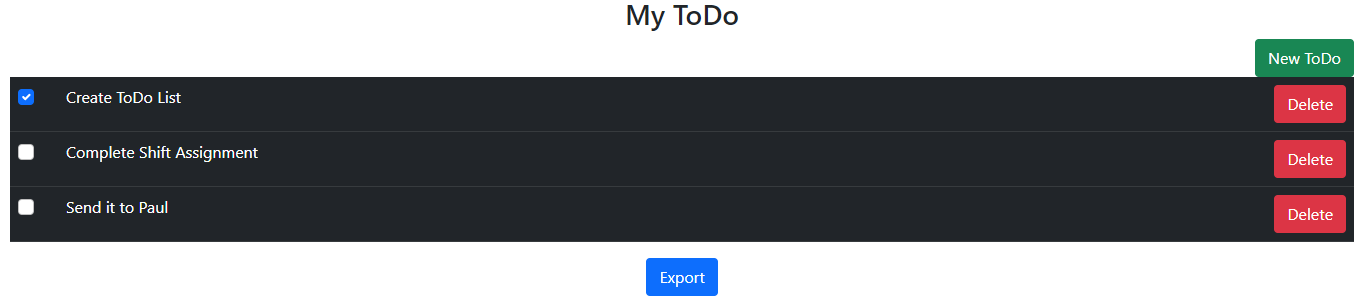 My ToDo
New ToDo
Create ToDo List Delete
Complete Shift Assignment Delete
Send it to Paul Delete
Export